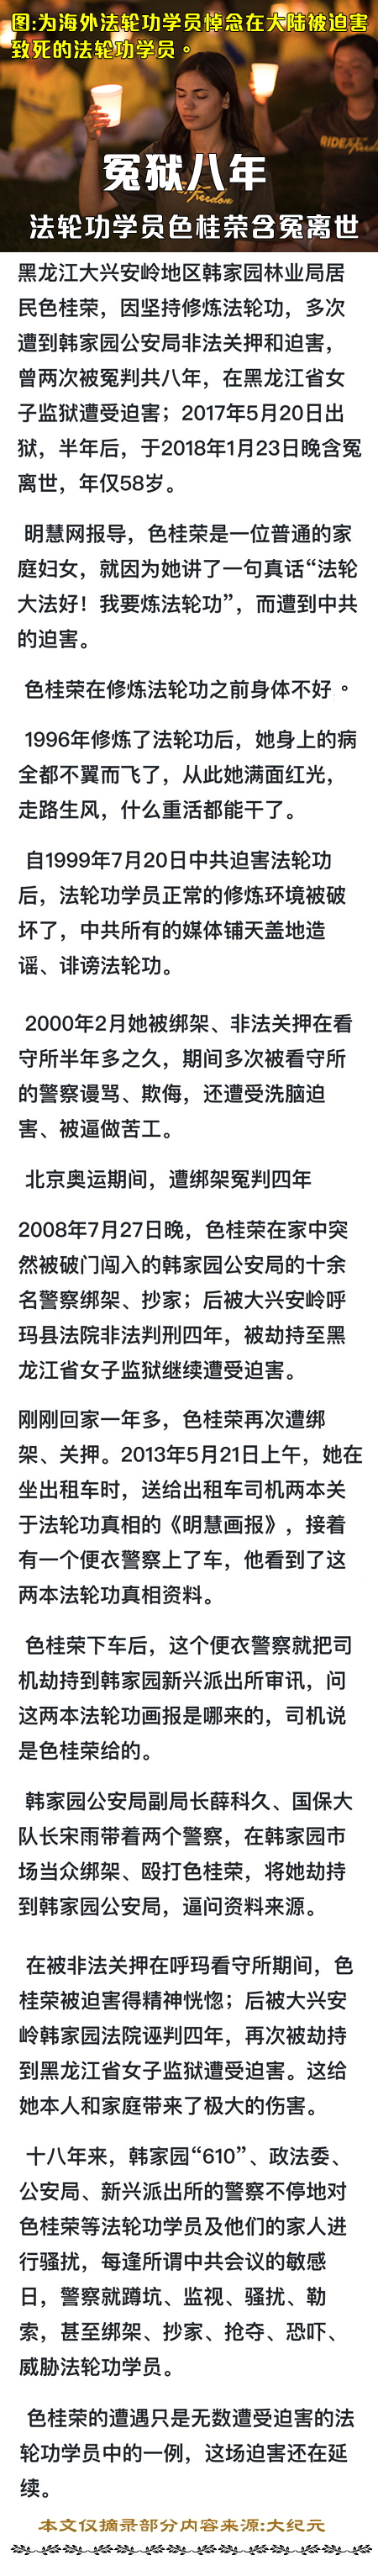 图:为海外法轮功学员悼念在大陆被迫害
致死的法轮功学员。
RIDE
Freedom
冤狱八年
法轮功学员色桂荣含冤离世
黑龙江大兴安岭地区韩家园林业局居
民色桂荣，因坚持修炼法轮功，多次
遭到韩家园公安局非法关押和迫害，
曾两次被冤判共八年，在黑龙江省女
子监狱遭受迫害；2017年5月20日出
狱，半年后，于2018年1月23日晚含冤
离世，年仅58岁。
明慧网报导，色桂荣是一位普通的家
庭妇女，就因为她讲了一句真话“法轮
大法好！我要炼法轮功”，而遭到中共
的迫害。
色桂荣在修炼法轮功之前身体不好。
1996年修炼了法轮功后，她身上的病
全都不翼而飞了，从此她满面红光，
走路生风，什么重活都能干了。
自1999年7月20日中共迫害法轮功
后，法轮功学员正常的修炼环境被破
坏了，中共所有的媒体铺天盖地造
谣、诽谤法轮功。
2000年2月她被绑架、非法关押在看
守所半年多之久，期间多次被看守所
的警察谩骂、欺侮，还遭受洗脑迫
害、被逼做苦工。
北京奥运期间，遭绑架冤判四年
2008年7月27日晚，色桂荣在家中突
然被破门闯入的韩家园公安局的十余
名警察绑架、抄家；后被大兴安岭呼
玛县法院非法判刑四年，被劫持至黑
龙江省女子监狱继续遭受迫害。
刚刚回家一年多，色桂荣再次遭绑
架、关押。2013年5月21日上午，她在
坐出租车时，送给出租车司机两本关
于法轮功真相的《明慧画报》，接着
有一个便衣警察上了车，他看到了这
两本法轮功真相资料。
色桂荣下车后，这个便衣警察就把司
机劫持到韩家园新兴派出所审讯，问
这两本法轮功画报是哪来的，司机说
是色桂荣给的。
韩家园公安局副局长薛科久、国保大
队长宋雨带着两个警察，在韩家园市
场当众绑架、殴打色桂荣，将她劫持
到韩家园公安局，逼问资料来源。
在被非法关押在呼玛看守所期间，色
桂荣被迫害得精神恍惚；后被大兴安
岭韩家园法院诬判四年，再次被劫持
到黑龙江省女子监狱遭受迫害。这给
她本人和家庭带来了极大的伤害。
十八年来，韩家园“610”、政法委、
公安局、新兴派出所的警察不停地对
色桂荣等法轮功学员及他们的家人进
行骚扰，每逢所谓中共会议的敏感
日，警察就蹲坑、监视、骚扰、勒
索，甚至绑架、抄家、抢夺、恐吓、
威胁法轮功学员。
色桂荣的遭遇只是无数遭受迫害的法
轮功学员中的一例，这场迫害还在延
续。
本文仅摘录部分内容来源:大纪元